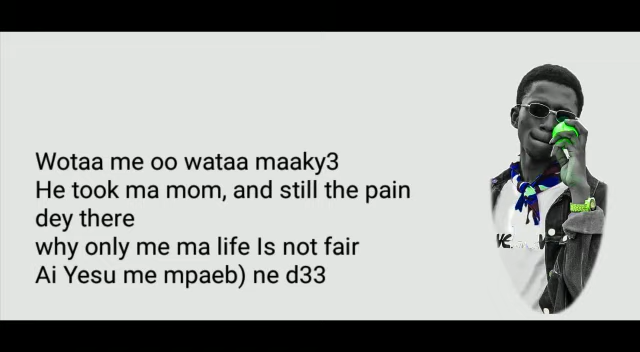 Wotaa me oo wataa maaky3
He took ma mom, and still the pain
dey there
why only me ma life Is not fair
Ai Yesu me mpaeb) ne d33